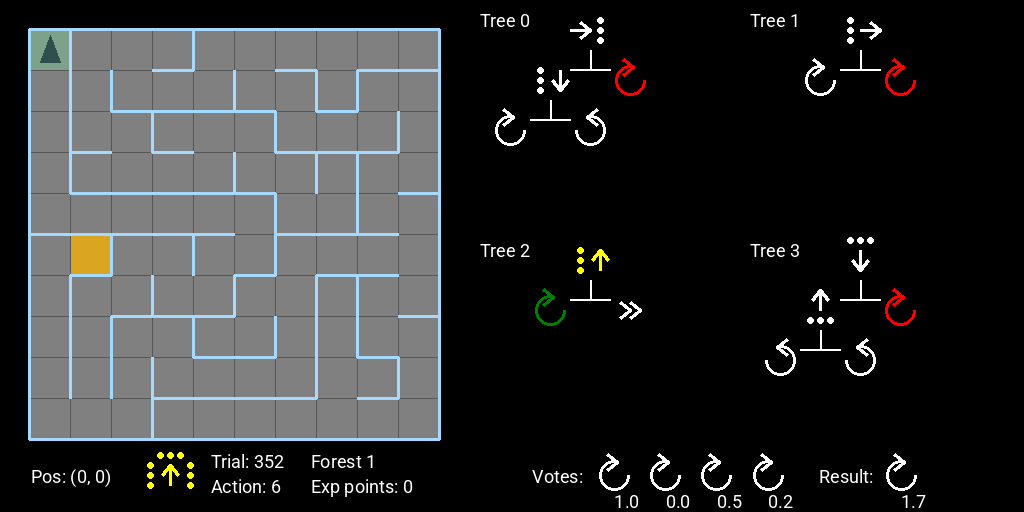 Tree 0
Tree 1
Tree 2
Tree 3
Pos: (0, 0)
Trial: 352
Forest 1
Action: 6
Exp points: 0
Votes:
1.0
0.0
0.5
0.2
Result:
1.7